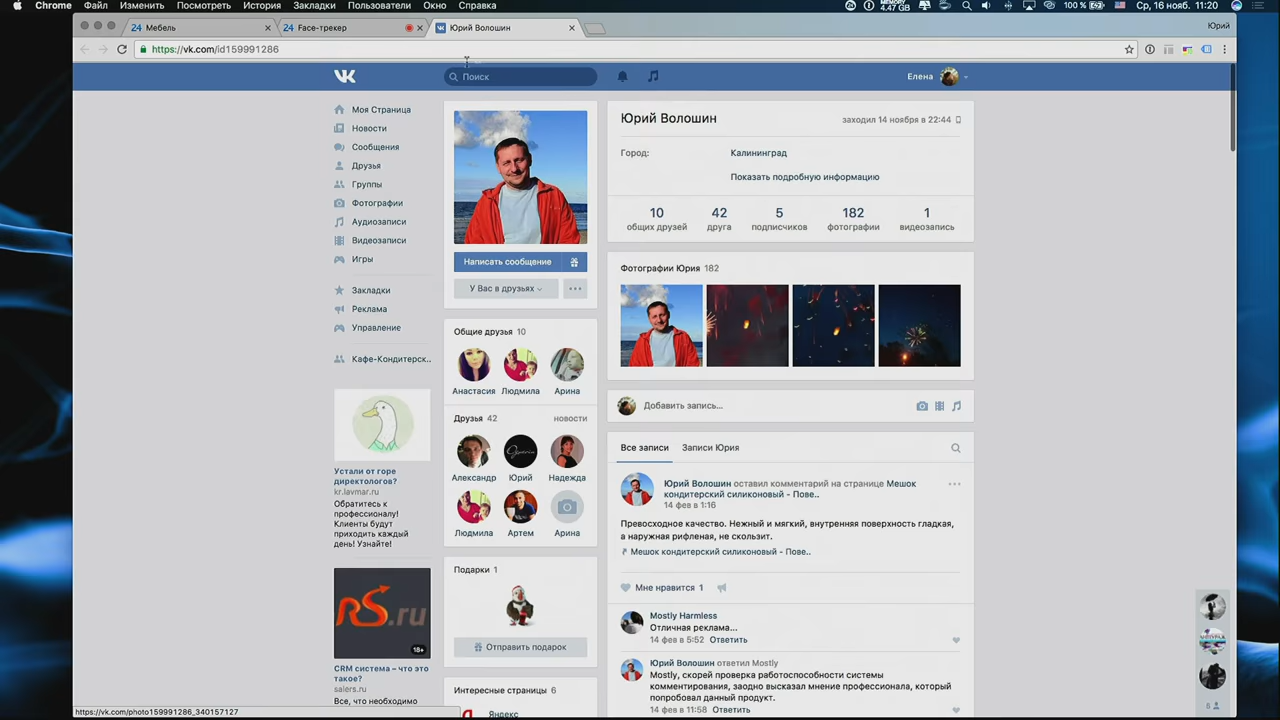 Chrome Файл Изменить Посмотреть История Закладки Пользователи Окно Справка
MEMORY
4.47 GB
100 %
Ср, 16 нояб. 11:20
24 Мебель
24 Face-трекер
Юрий Волошин
Юрий
https://vk.com/id159991286
Поиск
Елена
Моя Страница
Новости
Сообщения
Друзья
Группы
Фотографии
Аудиозаписи
Видеозаписи
Игры
Закладки
Реклама
Управление
Кафе-Кондитерск..
Устали от горе
директологов?
kr.lavmar.ru
Обратитесь к
профессионалу!
Клиенты будут
приходить каждый
день! Узнайте!
RS.ru
18+
CRM система – что это
такое?
salers.ru
Все, что необходимо
Написать сообщение
У Вас в друзьях
Общие друзья 10
Анастасия Людмила Арина
Друзья 42 новости
Александр Юрий Надежда
Людмила Артем Арина
Подарки 1
Отправить подарок
Интересные страницы 6
Яндекс
Юрий Волошин
заходил 14 ноября в 22:44
Город: Калининград
Показать подробную информацию
10 42 5 182 1
общих друзей друга подписчиков фотографии видеозапись
Фотографии Юрия 182
Добавить запись...
Все записи Записи Юрия
Юрий Волошин оставил комментарий на странице Мешок
кондитерский силиконовый - Пове..
14 фев в 1:16
Превосходное качество. Нежный и мягкий, внутренняя поверхность гладкая,
а наружная рифленая, не скользит.
Мешок кондитерский силиконовый - Пове..
Мне нравится 1
Mostly Harmless
Отличная реклама...
14 фев в 5:52 Ответить
Юрий Волошин ответил Mostly
Mostly, скорей проверка работоспособности системы
комментирования, заодно высказал мнение профессионала, который
попробовал данный продукт.
14 фев в 11:58 Ответить
8
https://vk.com/photo159991286_340157127